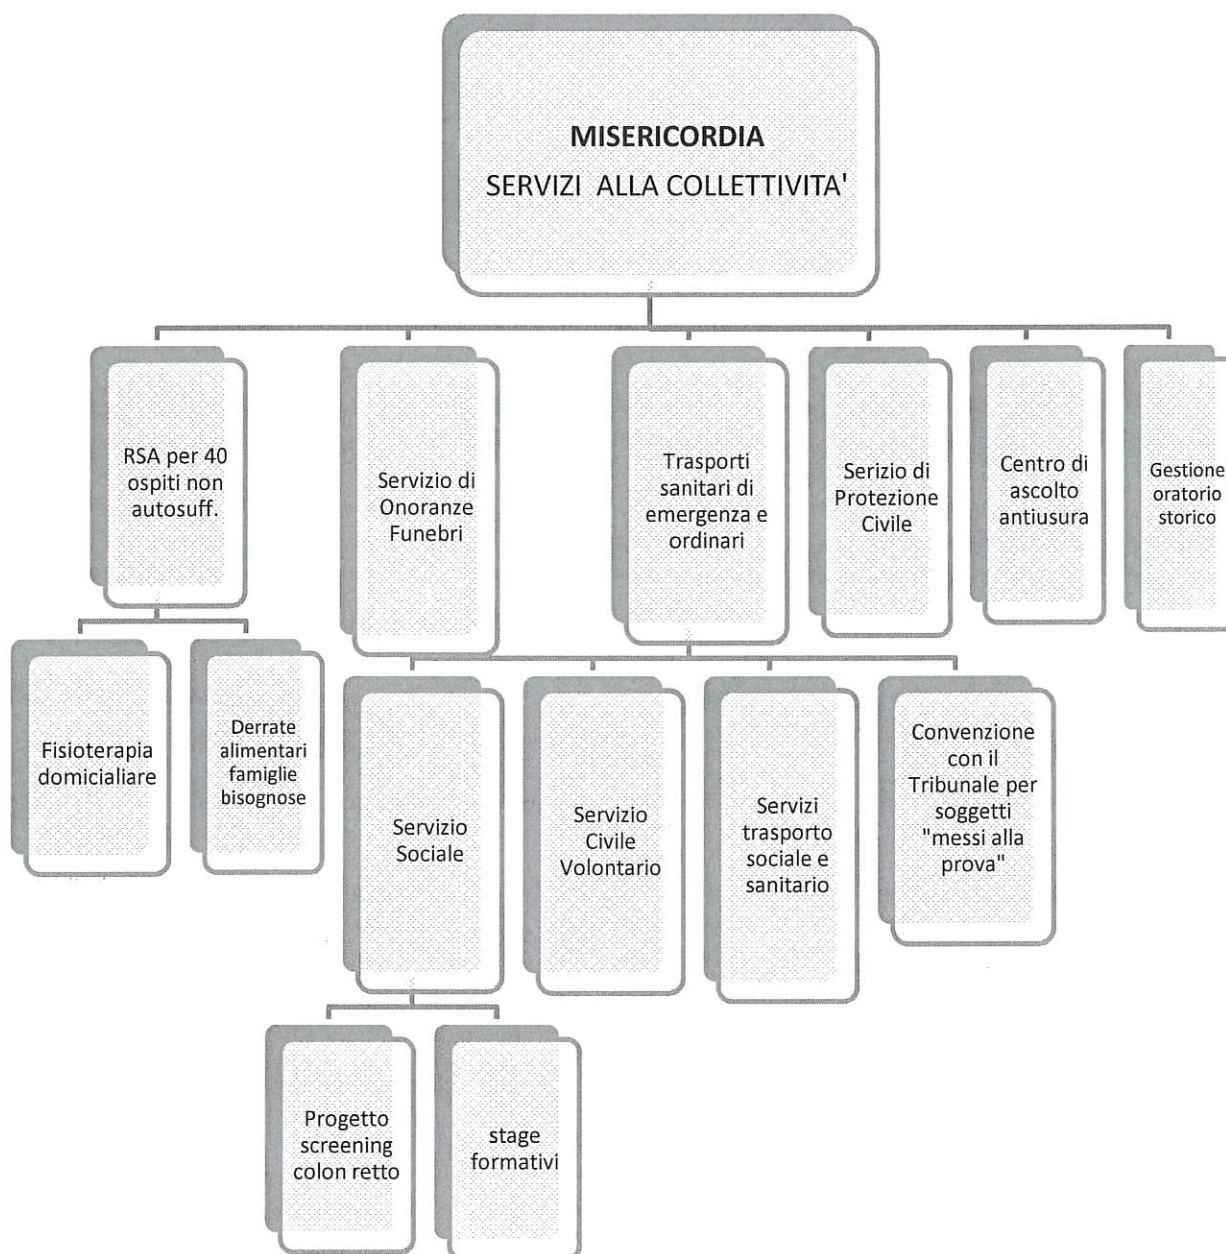 MISERICORDIA
SERVIZI ALLA COLLETTIVITA'
RSA per 40
ospiti non
autosuff.
Servizio di
Onoranze
Funebri
Trasporti
sanitari di
emergenza e
ordinari
Serizio di
Protezione
Civile
Centro di
ascolto
antiusura
Gestione
oratorio
storico
Fisioterapia
domicialiare
Derrate
alimentari
famiglie
bisognose
Servizio
Sociale
Servizio
Civile
Volontario
Servizi
trasporto
sociale e
sanitario
Convenzione
con il
Tribunale per
soggetti
"messi alla
prova"
Progetto
screening
colon retto
stage
formativi